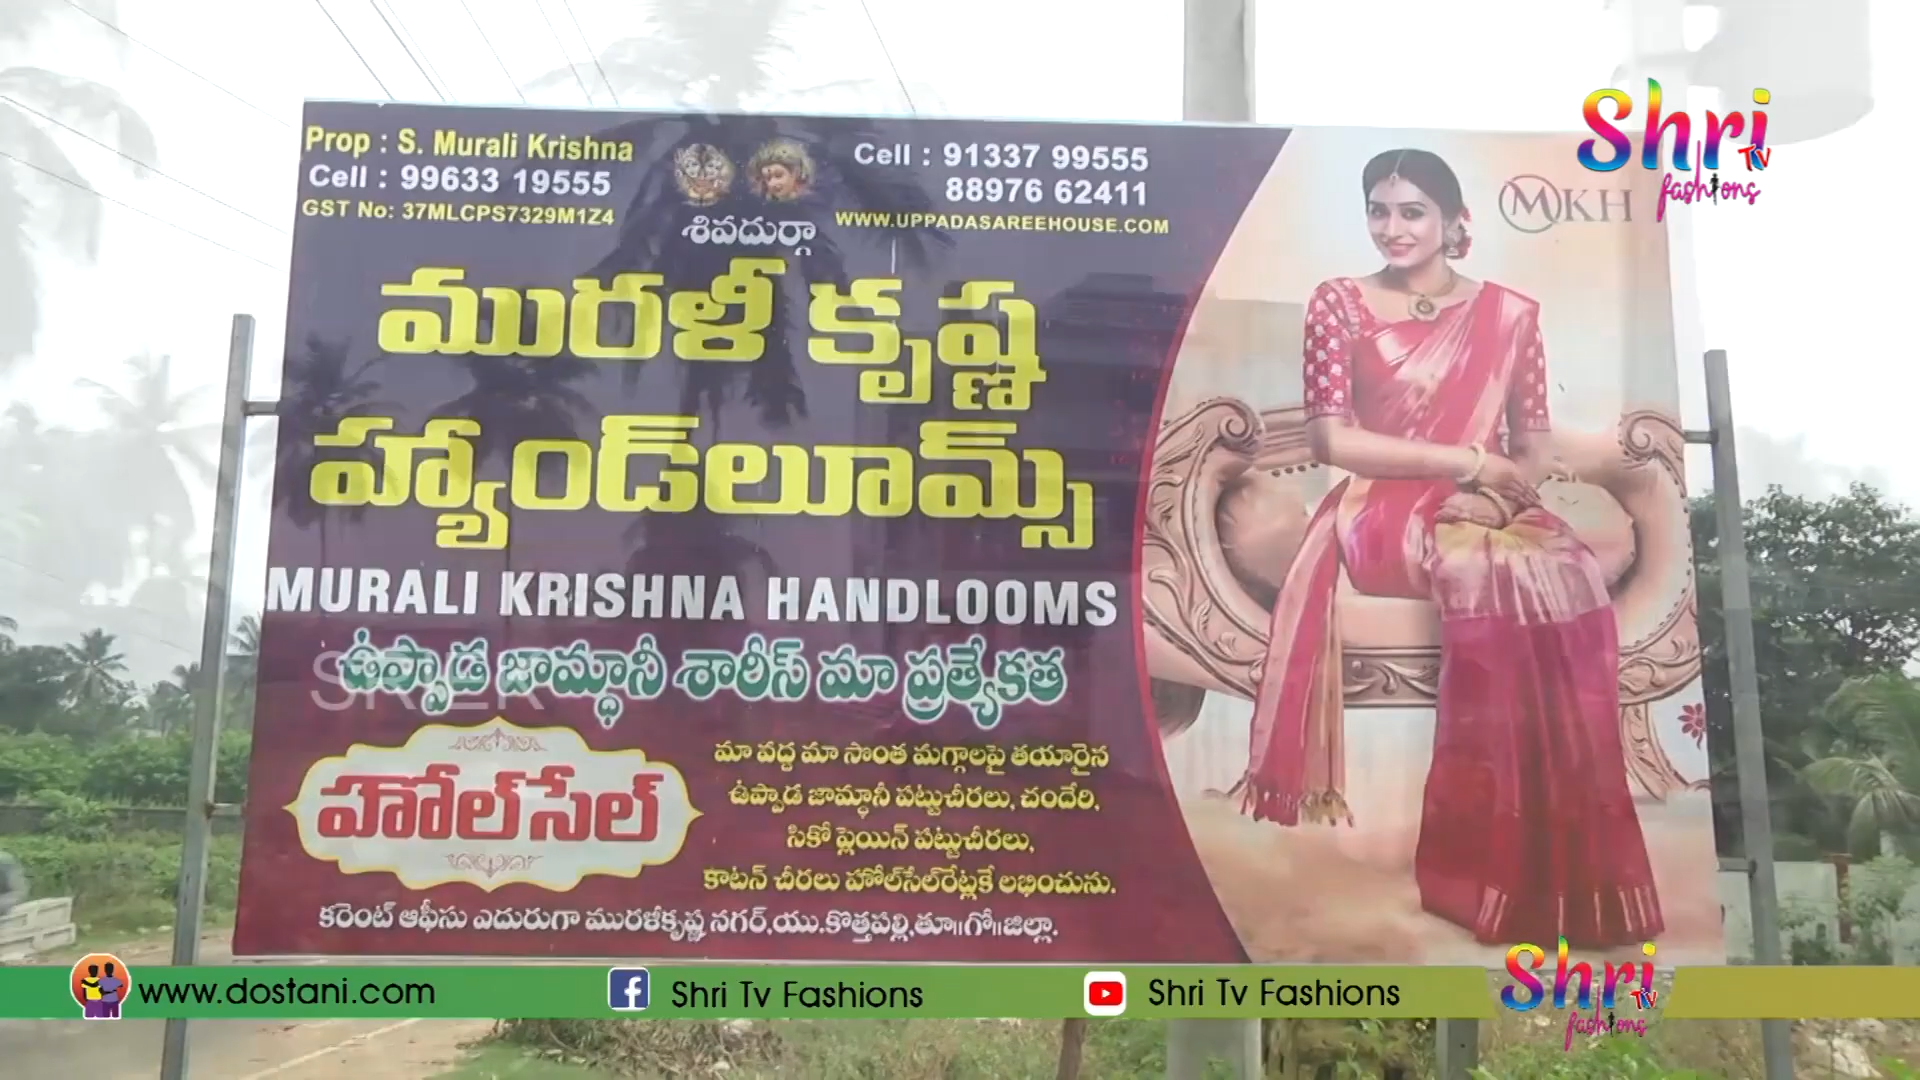 Prop : S. Murali Krishna
Cell : 99633 19555
GST No: 37MLCPS7329M1Z4
Cell : 91337 99555
88976 62411
WWW.UPPADASAREEHOUSE.COM
శివదుర్గా
మురళీ కృష్ణ
హ్యాండ్‌లూమ్స్
MURALI KRISHNA HANDLOOMS
ఉప్పాడ జామ్ధానీ శారీస్ మా ప్రత్యేకత
హోల్‌సేల్
మా వద్ద మా సొంత మగ్గాలపై తయారైన
ఉప్పాడ జామ్ధానీ పట్టుచీరలు, చందేరి,
సికో ప్లెయిన్ పట్టుచీరలు,
కాటన్ చీరలు హోల్‌సేల్‌రేట్లకే లభించును.
కరెంట్ ఆఫీసు ఎదురుగా మురళీకృష్ణ నగర్,యు.కొత్తపల్లి,తూ॥గో॥జిల్లా.
MKH
Shri Tv
fashions
www.dostani.com
Shri Tv Fashions
Shri Tv Fashions
Shri Tv
fashions